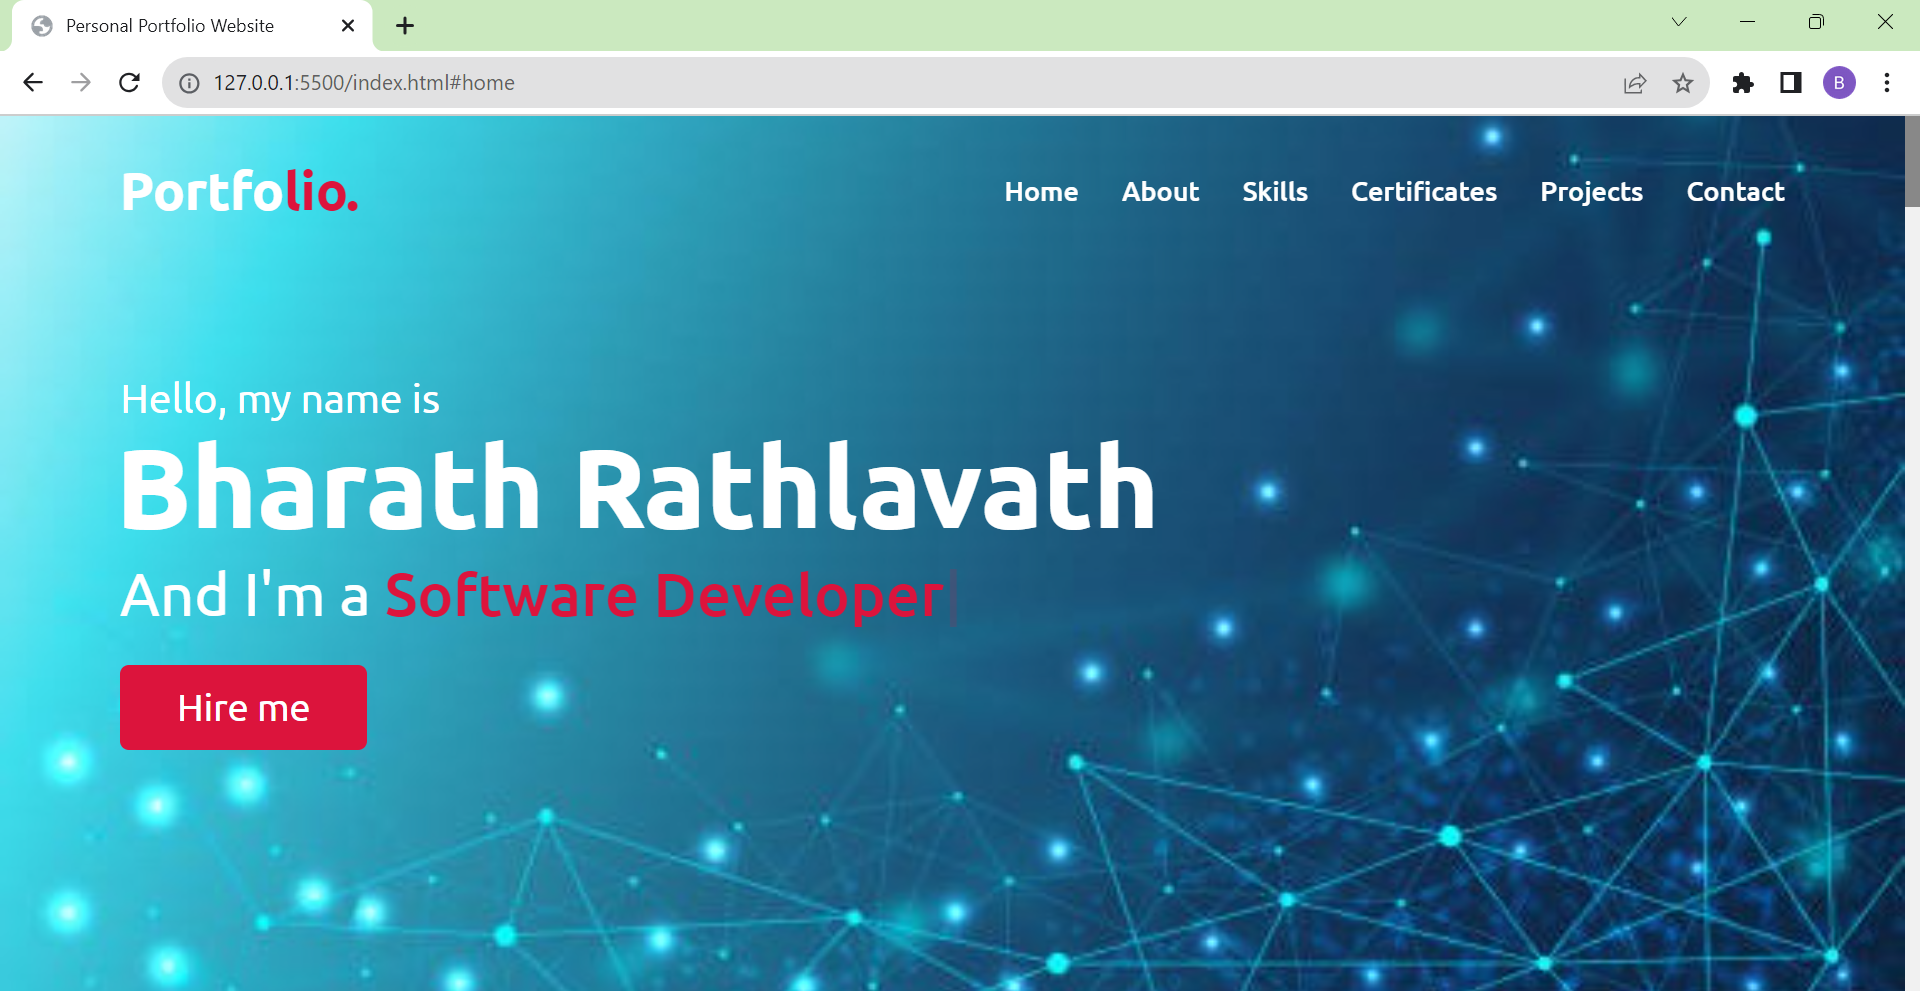 Personal Portfolio Website
127.0.0.1:5500/index.html#home
B
Portfolio.
Home About Skills Certificates Projects Contact
Hello, my name is
Bharath Rathlavath
And I'm a Software Developer
Hire me